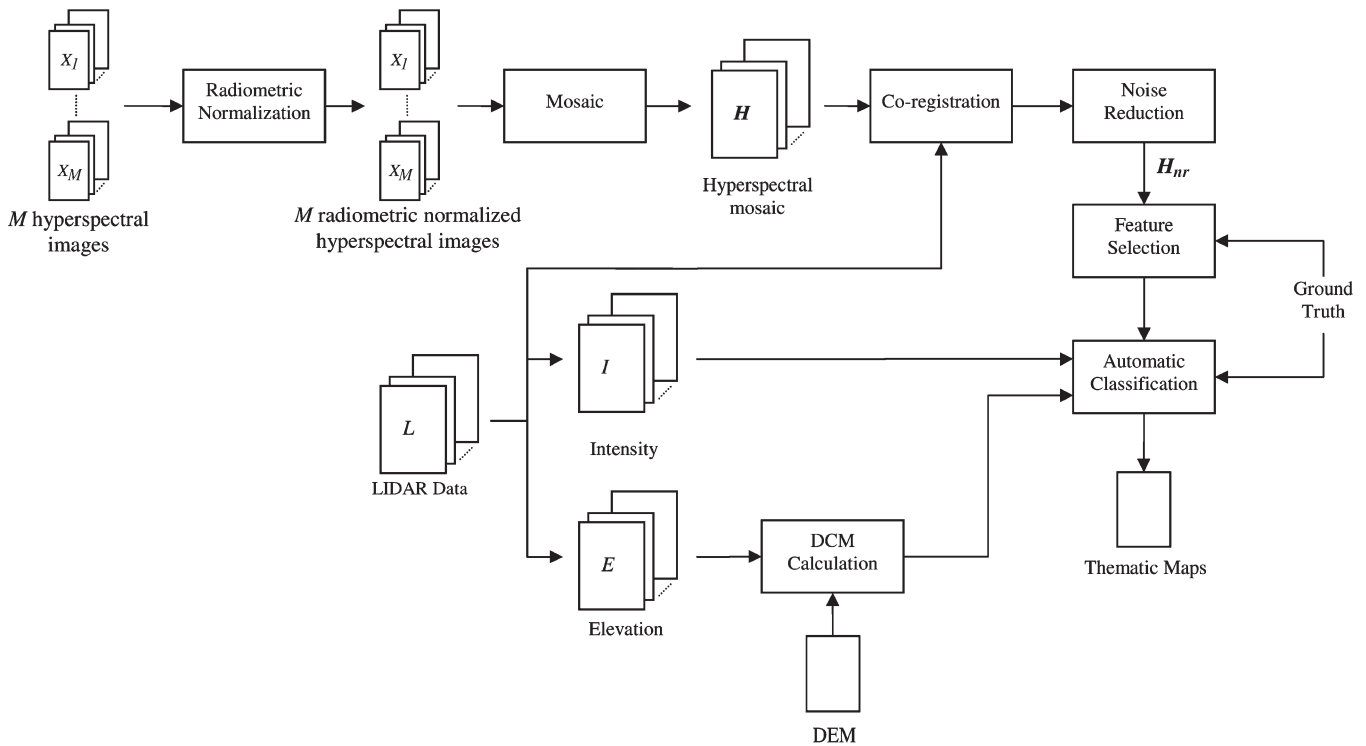 X1
XM
M hyperspectral
images
Radiometric
Normalization
X1
XM
M radiometric normalized
hyperspectral images
Mosaic
H
Hyperspectral
mosaic
Co-registration
Noise
Reduction
Hnr
Feature
Selection
Ground
Truth
Automatic
Classification
Thematic Maps
L
LIDAR Data
I
Intensity
E
Elevation
DCM
Calculation
DEM